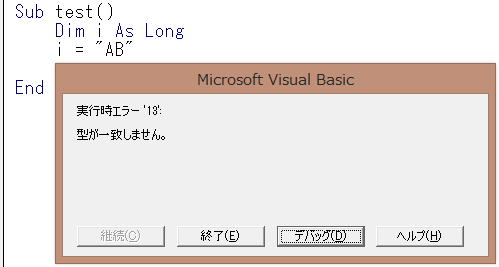 Sub test()
Dim i As Long
i = "AB"
End
Microsoft Visual Basic
実行時エラー '13':
型が一致しません。
継続(C)
終了(E)
デバッグ(D)
ヘルプ(H)